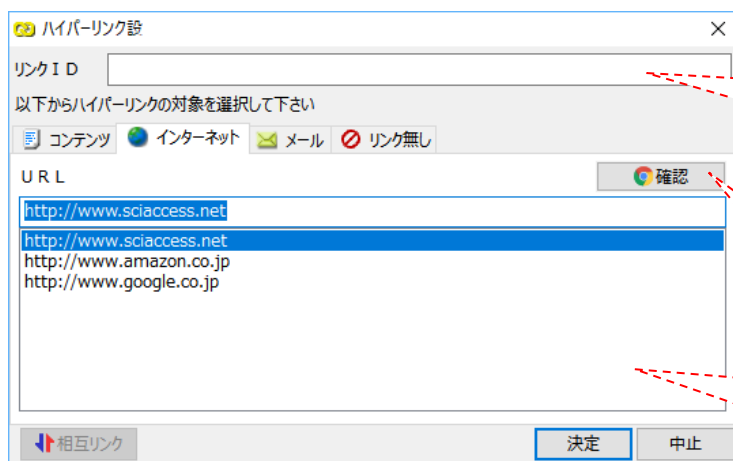 ハイパーリンク設
リンクＩＤ
以下からハイパーリンクの対象を選択して下さい
コンテンツ インターネット メール リンク無し
ＵＲＬ 確認
http://www.sciaccess.net
http://www.sciaccess.net
http://www.amazon.co.jp
http://www.google.co.jp
相互リンク 決定 中止